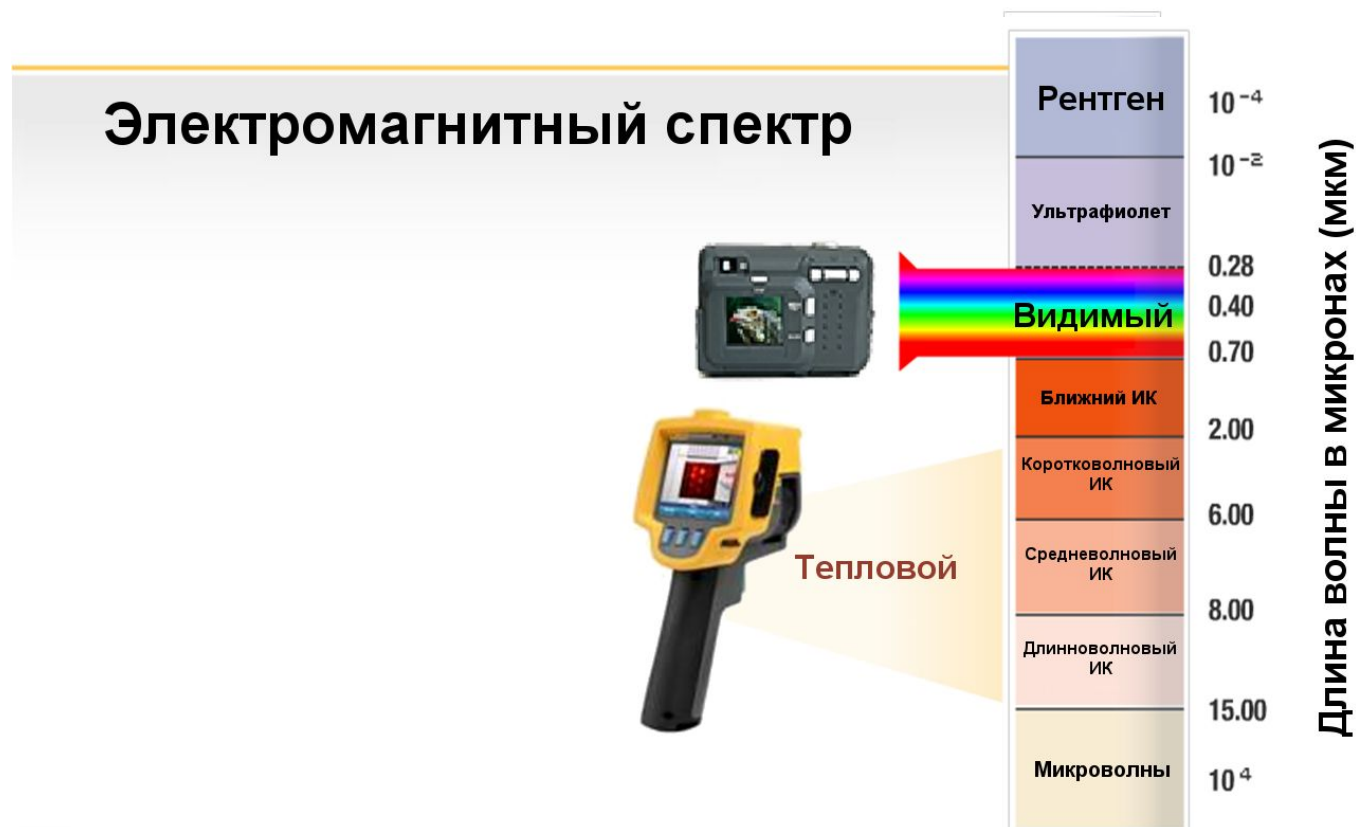 Электромагнитный спектр
Рентген
10⁻⁴
10⁻²
Ультрафиолет
0.28
Видимый
0.40
0.70
Ближний ИК
2.00
Коротковолновый
ИК
6.00
Тепловой
Средневолновый
ИК
8.00
Длинноволновый
ИК
15.00
Микроволны
10⁴
Длина волны в микронах (мкм)